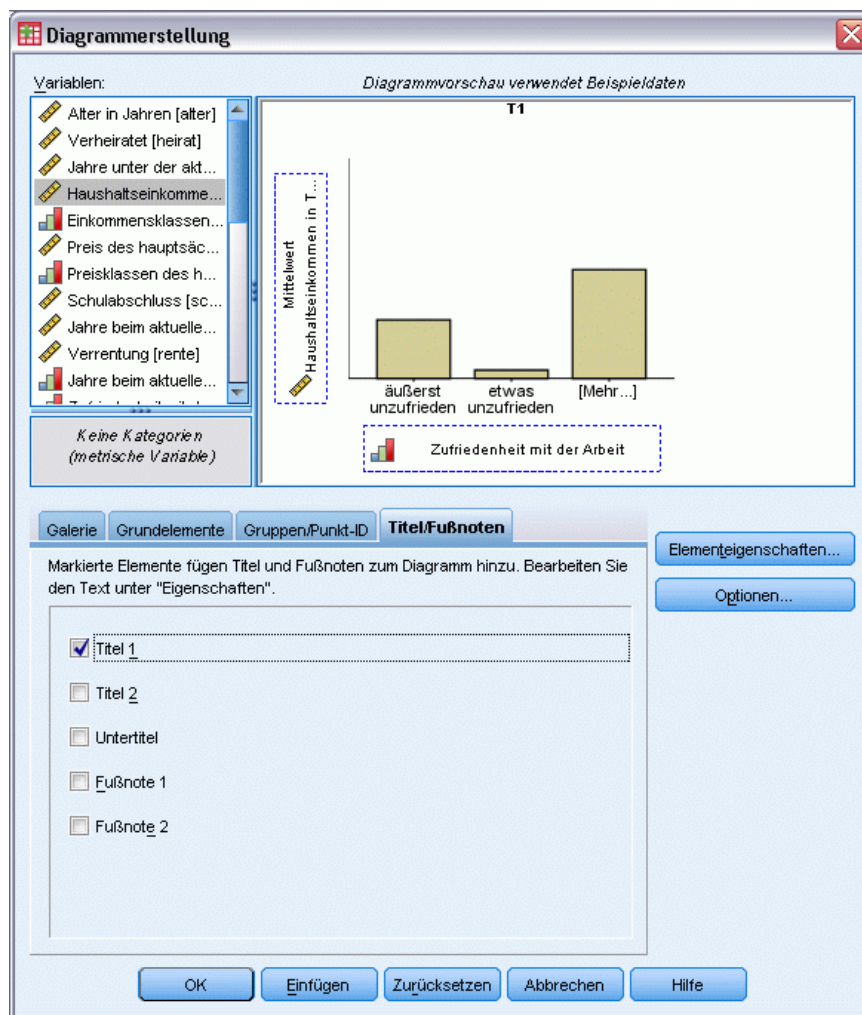 Diagrammerstellung
Variablen:
Diagrammvorschau verwendet Beispieldaten
Alter in Jahren [alter]
Verheiratet [heirat]
Jahre unter der akt...
Haushaltseinkomme...
Einkommensklassen...
Preis des hauptsäc...
Preisklassen des h...
Schulabschluss [sc...
Jahre beim aktuelle...
Verrentung [rente]
Jahre beim aktuelle...
Keine Kategorien
(metrische Variable)
T1
Mittelwert
Haushaltseinkommen in T...
äußerst
unzufrieden
etwas
unzufrieden
[Mehr...]
Zufriedenheit mit der Arbeit
Galerie
Grundelemente
Gruppen/Punkt-ID
Titel/Fußnoten
Markierte Elemente fügen Titel und Fußnoten zum Diagramm hinzu. Bearbeiten Sie
den Text unter "Eigenschaften".
Titel 1
Titel 2
Untertitel
Fußnote 1
Fußnote 2
Elementeigenschaften...
Optionen...
OK
Einfügen
Zurücksetzen
Abbrechen
Hilfe